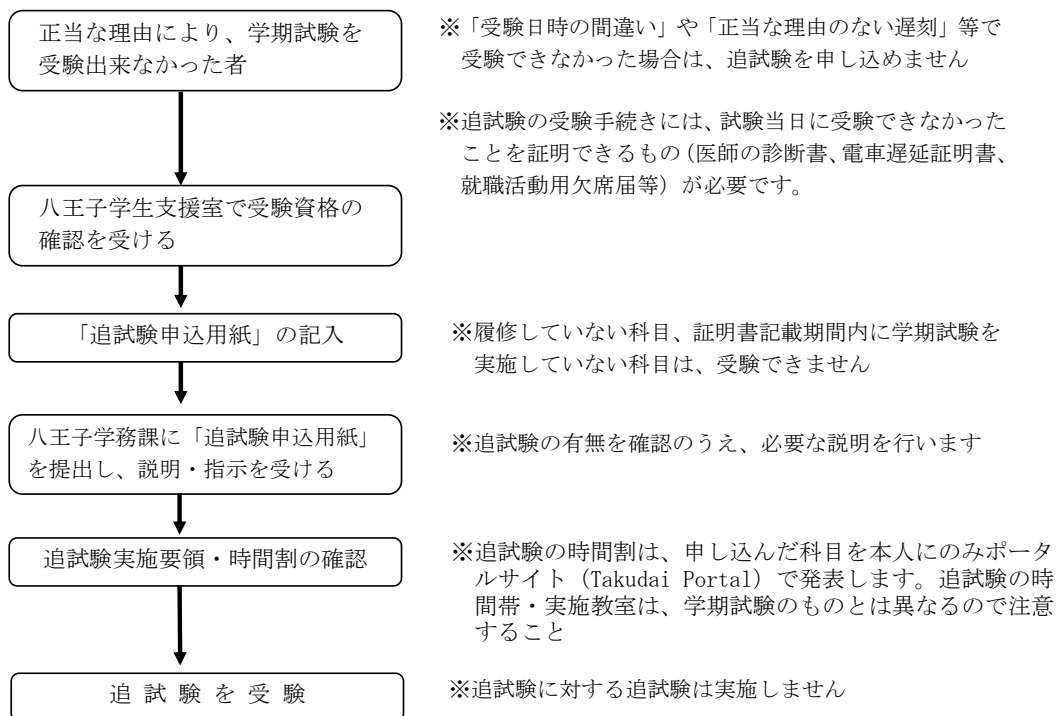 正当な理由により、学期試験を
受験出来なかった者
※「受験日時の間違い」や「正当な理由のない遅刻」等で
受験できなかった場合は、追試験を申し込めません
※追試験の受験手続きには、試験当日に受験できなかった
ことを証明できるもの（医師の診断書、電車遅延証明書、
就職活動用欠席届等）が必要です。
八王子学生支援室で受験資格の
確認を受ける
「追試験申込用紙」の記入
※履修していない科目、証明書記載期間内に学期試験を
実施していない科目は、受験できません
八王子学務課に「追試験申込用紙」
を提出し、説明・指示を受ける
※追試験の有無を確認のうえ、必要な説明を行います
追試験実施要領・時間割の確認
※追試験の時間割は、申し込んだ科目を本人にのみポータ
ルサイト（Takudai Portal）で発表します。追試験の時
間帯・実施教室は、学期試験のものとは異なるので注意
すること
追 試 験 を 受 験
※追試験に対する追試験は実施しません